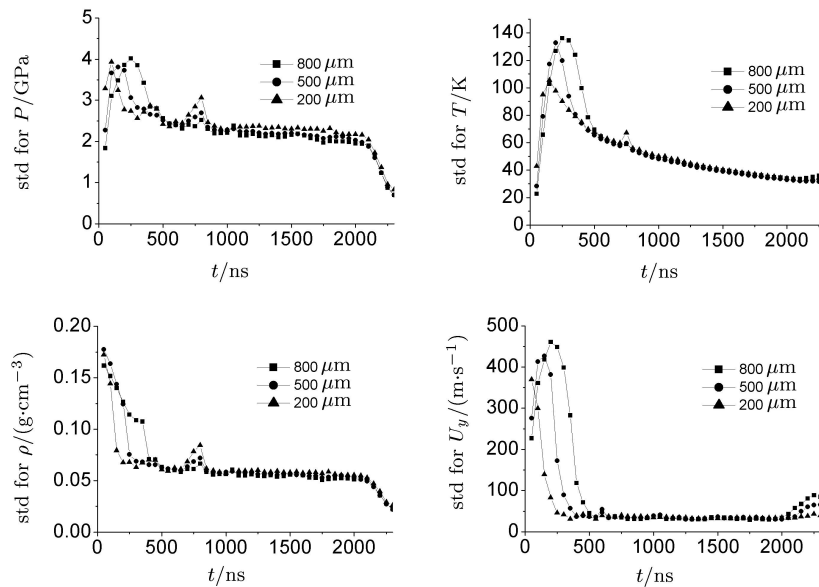 5
4
3
2
1
0
0
500
1000
1500
2000
std for P/GPa
t/ns
800 μm
500 μm
200 μm
140
120
100
80
60
40
20
0
0
500
1000
1500
2000
std for T/K
t/ns
800 μm
500 μm
200 μm
0.20
0.15
0.10
0.05
0.00
0
500
1000
1500
2000
std for ρ/(g·cm⁻³)
t/ns
800 μm
500 μm
200 μm
500
400
300
200
100
0
0
500
1000
1500
2000
std for U_y/(m·s⁻¹)
t/ns
800 μm
500 μm
200 μm